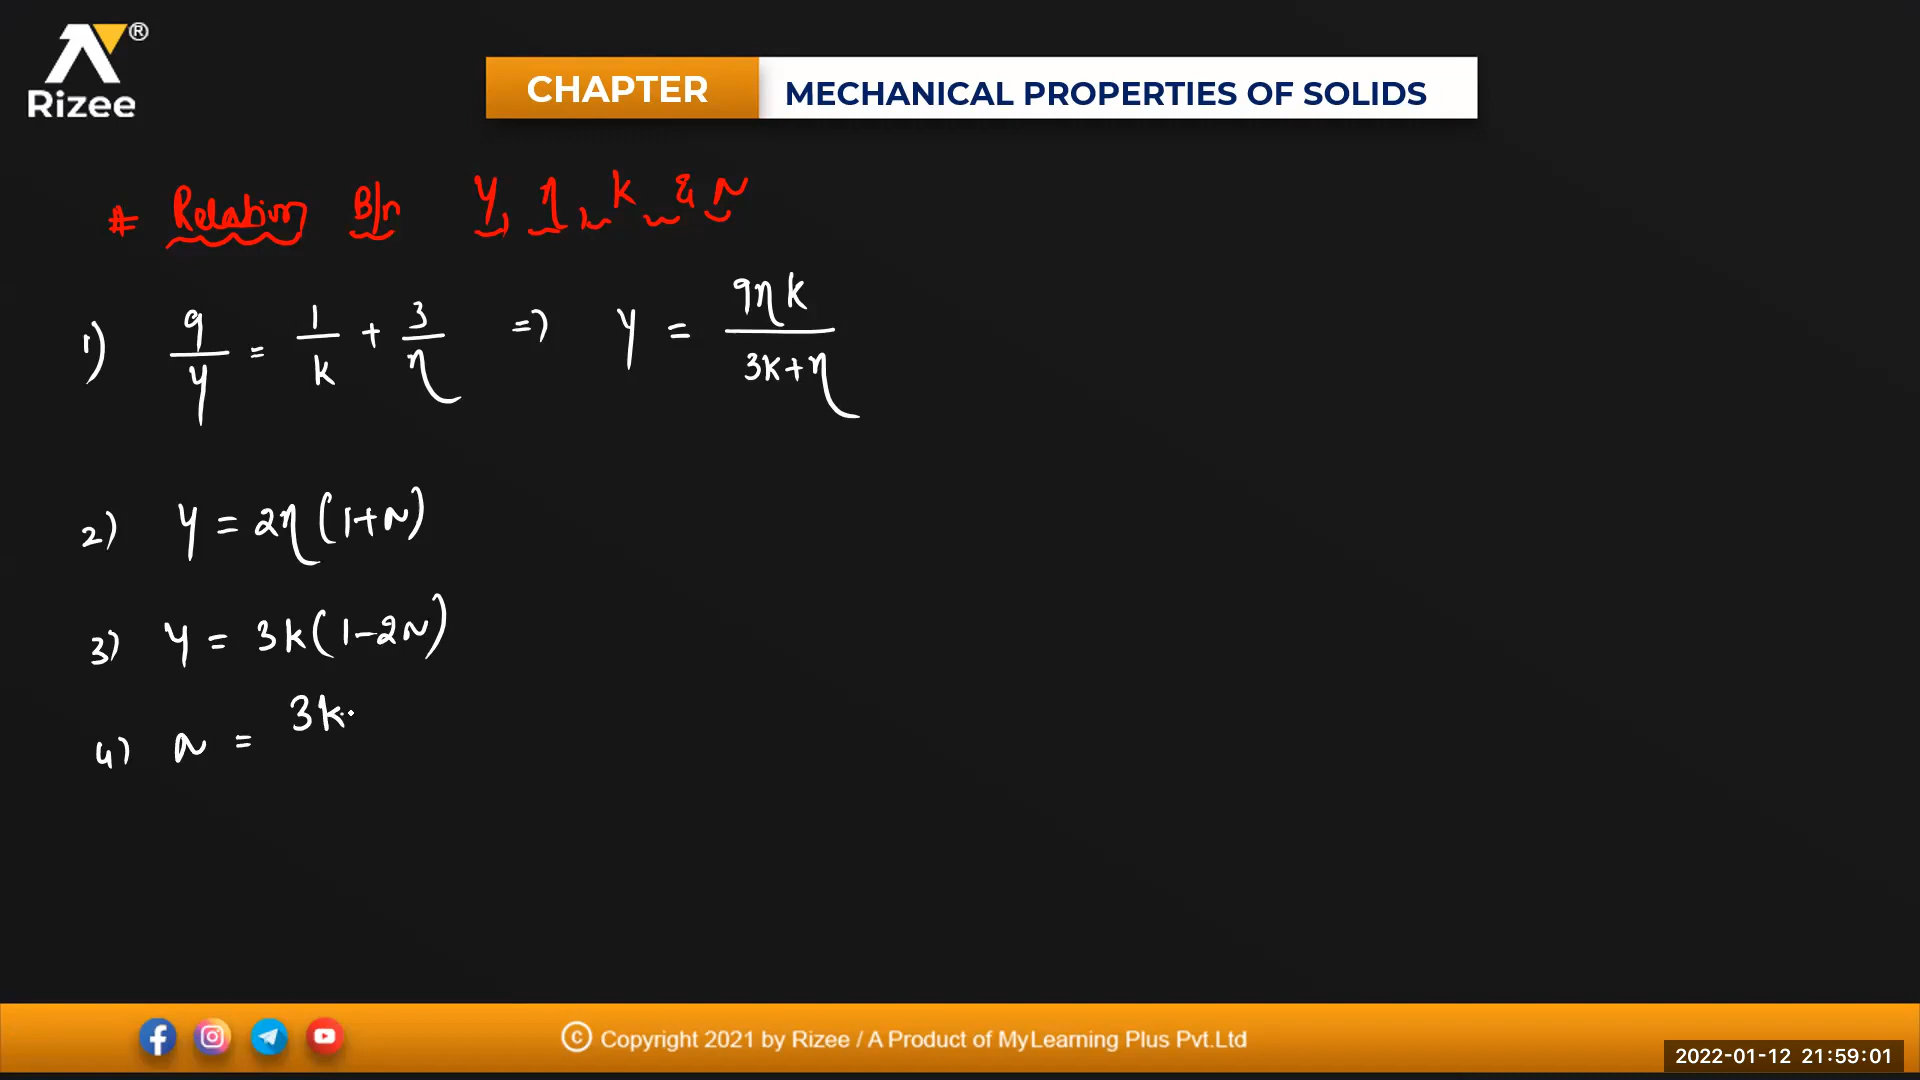 Rizee®
CHAPTER MECHANICAL PROPERTIES OF SOLIDS
# Relation B/n Y, η, k & ~
1) 9/y = 1/k + 3/η => y = 9ηk/3k+η
2) y = 2η(1+~)
3) y = 3k(1-2~)
4) ~ = 3k
© Copyright 2021 by Rizee / A Product of MyLearning Plus Pvt.Ltd
2022-01-12 21:59:01